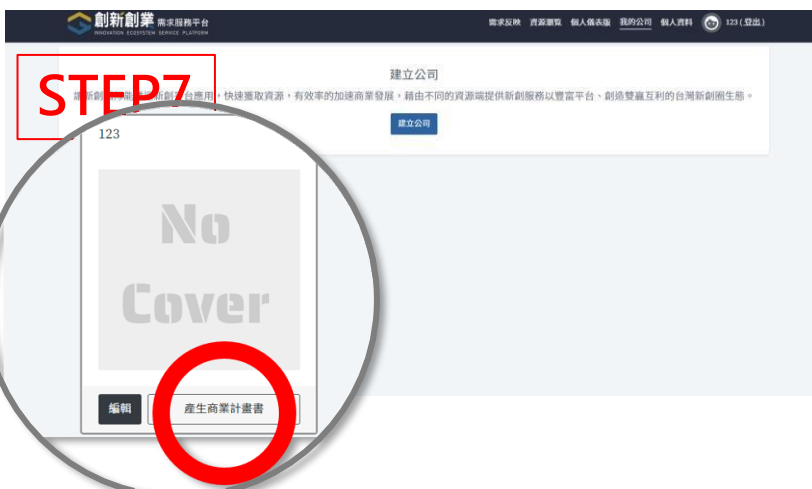 創新創業 需求服務平台
INNOVATION ECOSYSTEM SERVICE PLATFORM
需求反映 資源瀏覽 個人儀表版 我的公司 個人資料 123 (登出)
STEP7
建立公司
新創 台應用，快速獲取資源，有效率的加速商業發展，藉由不同的資源端提供新創服務以豐富平台、創造雙贏互利的台灣新創圈生態。
建立公司
123
No
Cover
編輯
產生商業計畫書